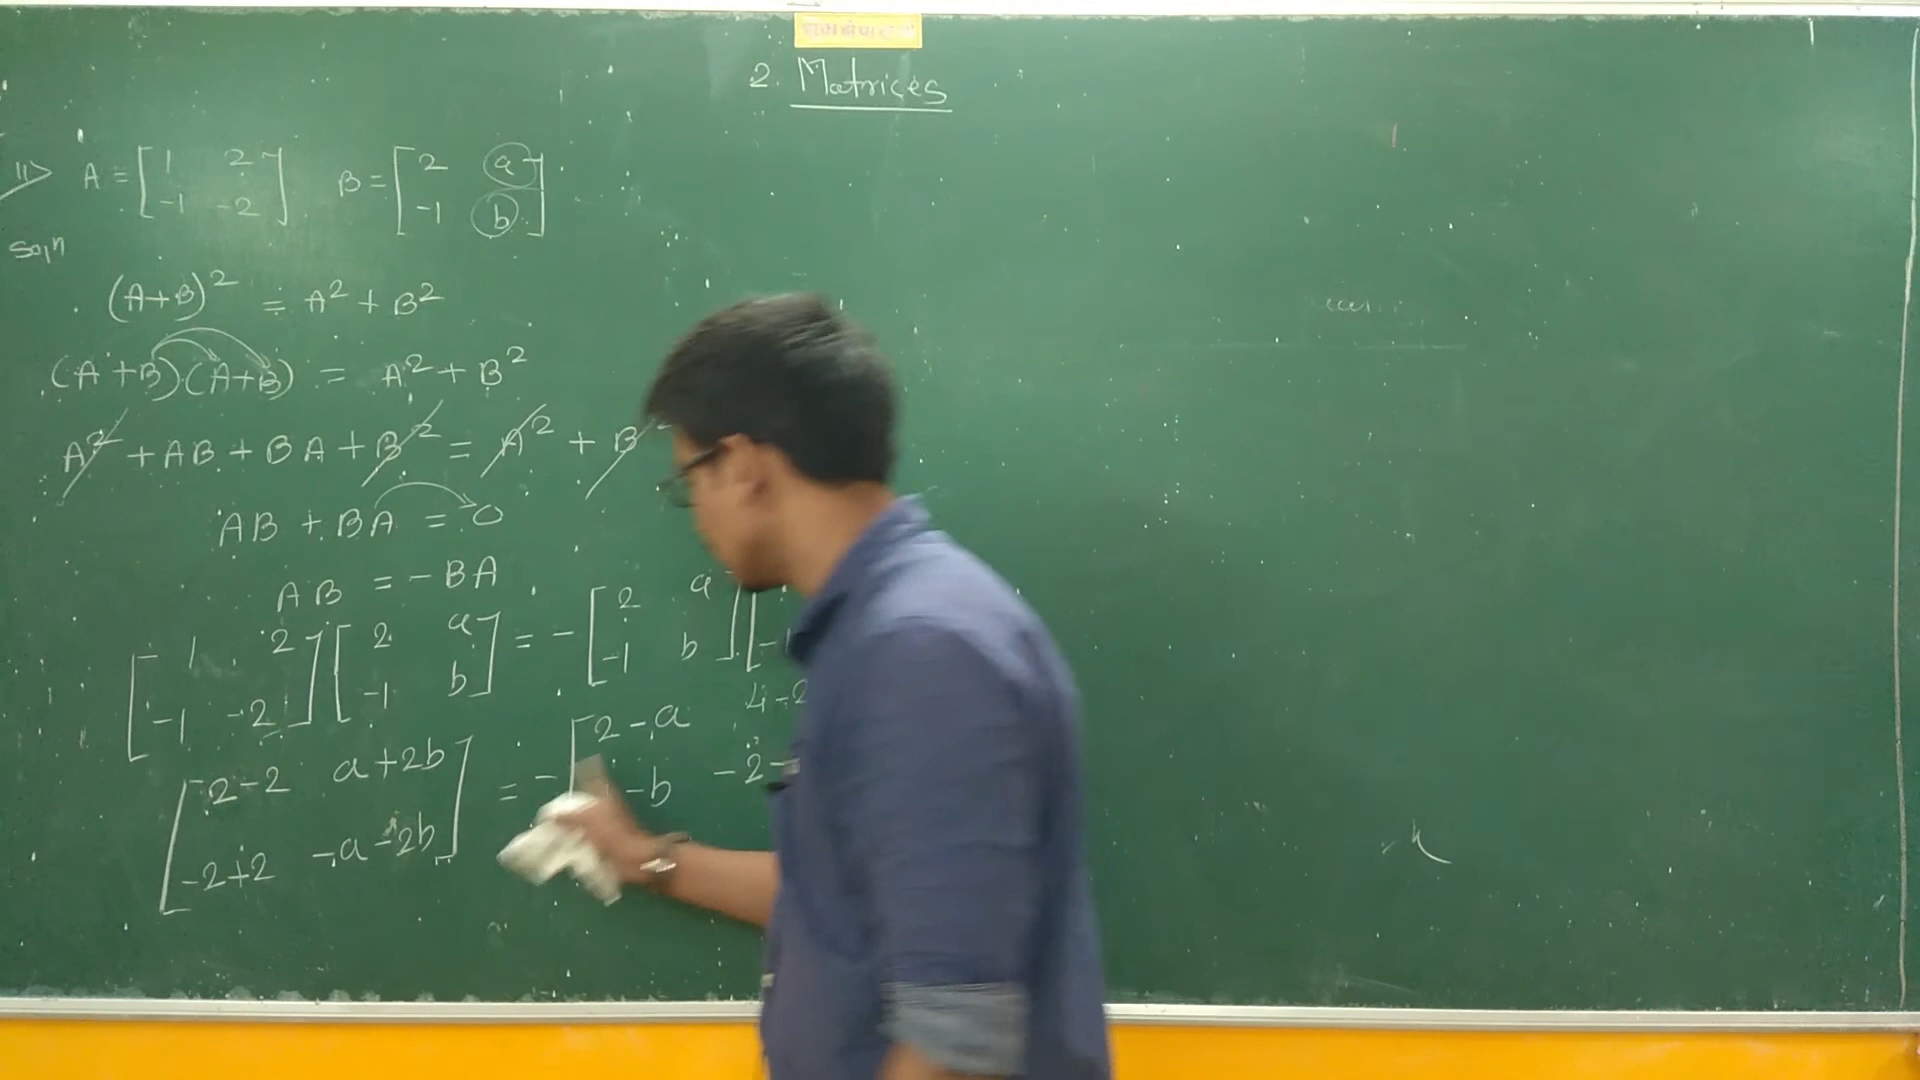 2. Matrices
11> A = [1 2; -1 -2] B = [2 a; -1 b]
Soln
(A+B)² = A² + B²
(A+B)(A+B) = A² + B²
A² + AB + BA + B² = A² + B²
AB + BA = 0
AB = -BA
[1 2; -1 -2] [2 a; -1 b] = - [2 a; -1 b] [
[2-2 a+2b; -2+2 -a-2b] = - [2-a 4-2
-b -2-